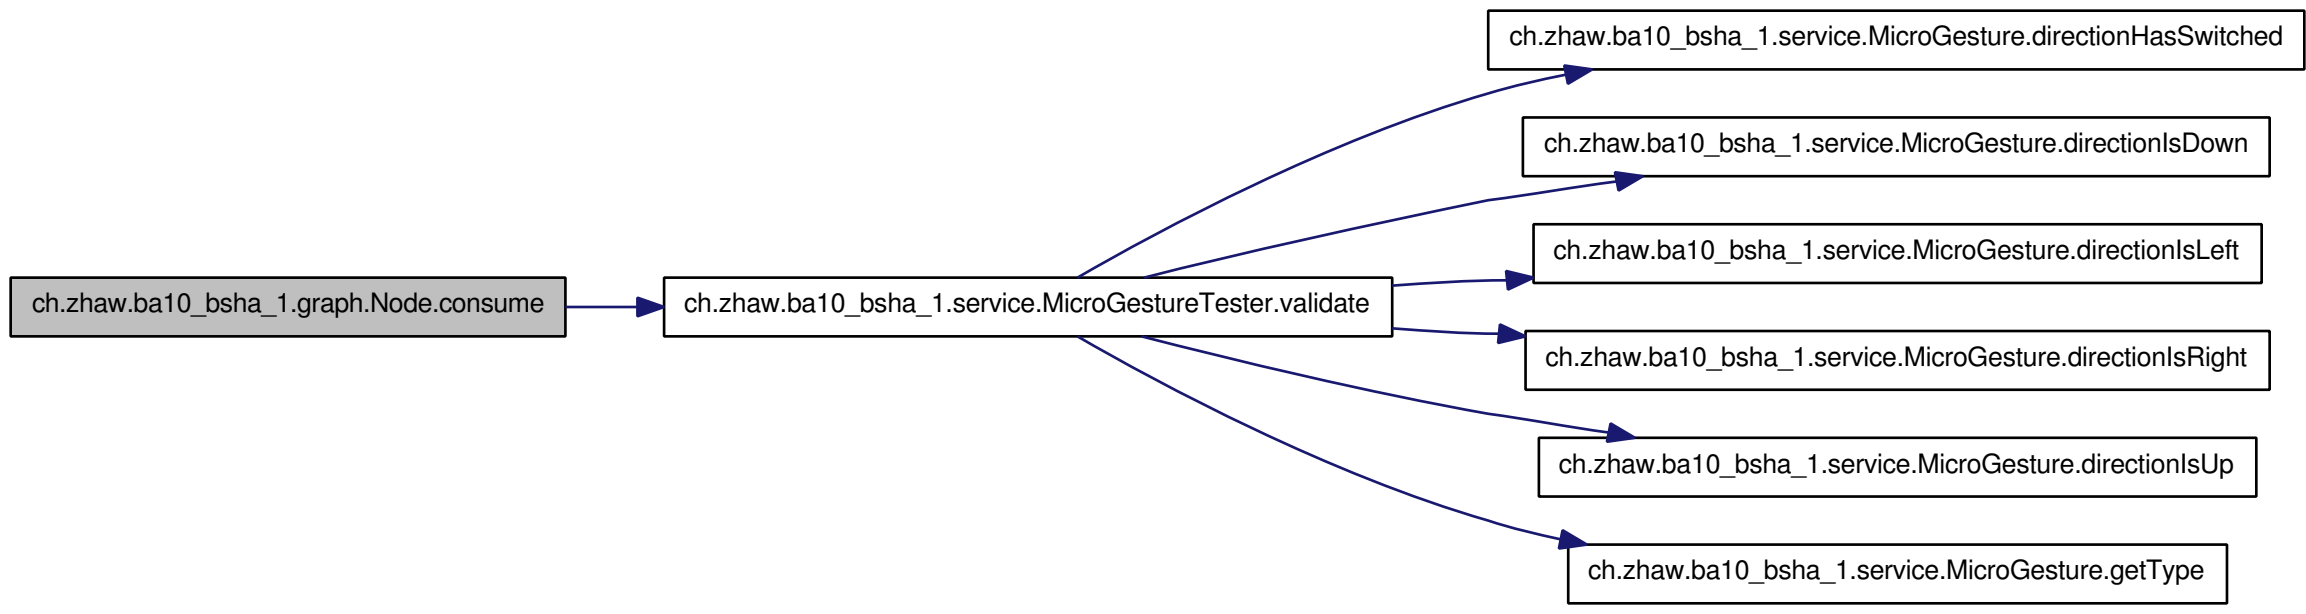 ch.zhaw.ba10_bsha_1.graph.Node.consume
ch.zhaw.ba10_bsha_1.service.MicroGestureTester.validate
ch.zhaw.ba10_bsha_1.service.MicroGesture.directionHasSwitched
ch.zhaw.ba10_bsha_1.service.MicroGesture.directionIsDown
ch.zhaw.ba10_bsha_1.service.MicroGesture.directionIsLeft
ch.zhaw.ba10_bsha_1.service.MicroGesture.directionIsRight
ch.zhaw.ba10_bsha_1.service.MicroGesture.directionIsUp
ch.zhaw.ba10_bsha_1.service.MicroGesture.getType